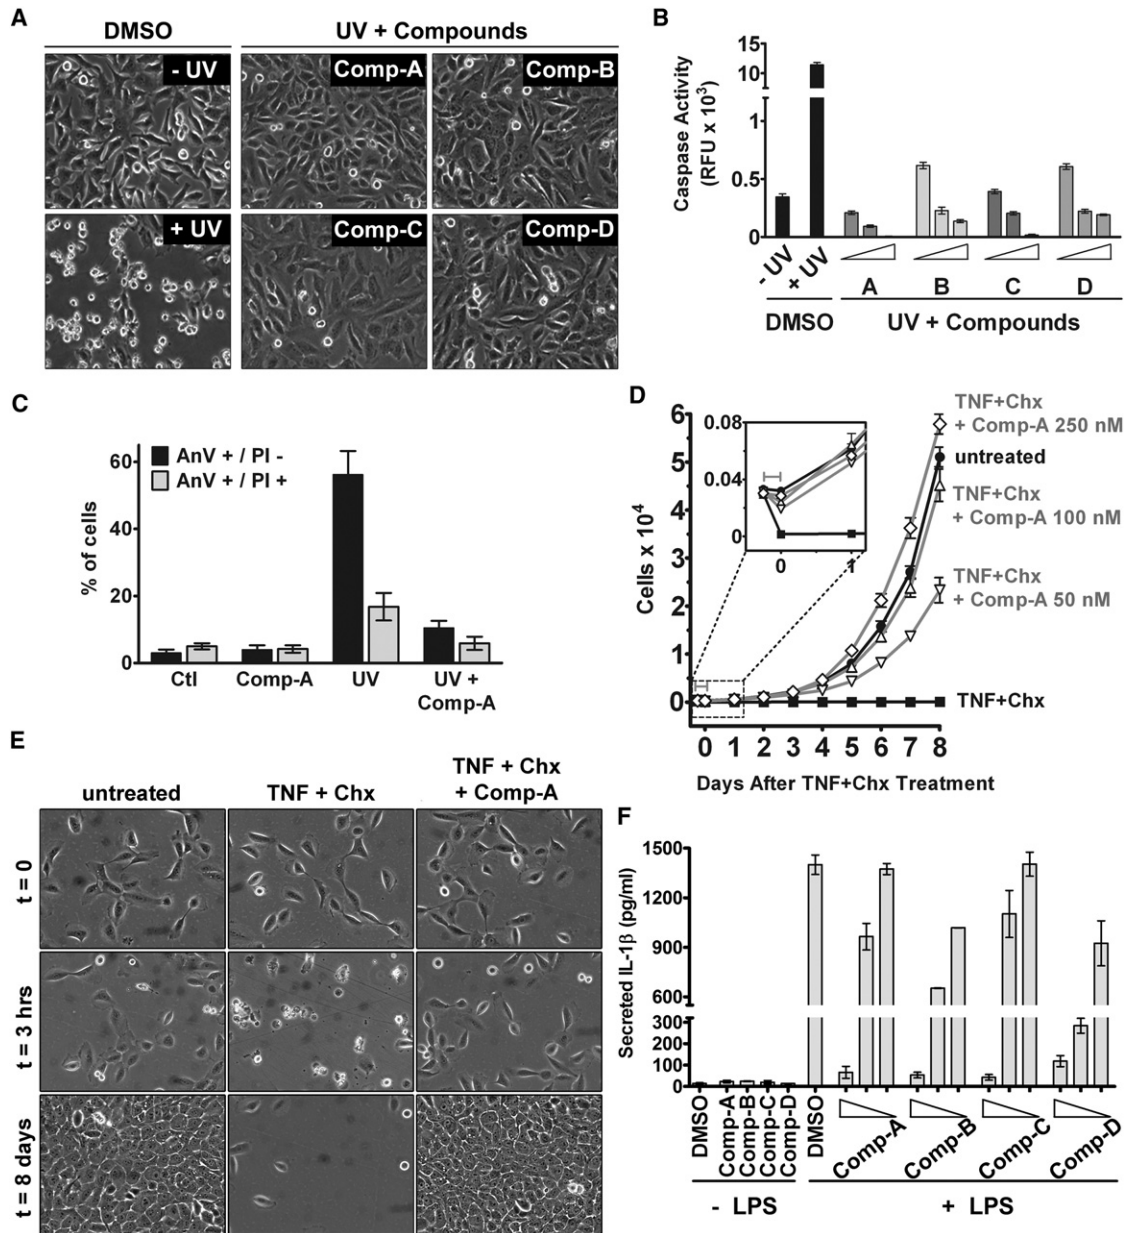 A
DMSO
UV + Compounds
- UV
Comp-A
Comp-B
+ UV
Comp-C
Comp-D
B
Caspase Activity
(RFU x 10³)
15
10
1
0.5
0
- UV
+ UV
A
B
C
D
DMSO
UV + Compounds
C
% of cells
60
40
20
0
AnV + / PI -
AnV + / PI +
Ctl
Comp-A
UV
UV +
Comp-A
D
Cells x 10⁴
6
5
4
3
2
1
0
0.08
0.04
0
0
1
TNF+Chx
+ Comp-A 250 nM
untreated
TNF+Chx
+ Comp-A 100 nM
TNF+Chx
+ Comp-A 50 nM
TNF+Chx
0 1 2 3 4 5 6 7 8
Days After TNF+Chx Treatment
E
untreated
TNF + Chx
TNF + Chx
+ Comp-A
t = 0
t = 3 hrs
t = 8 days
F
Secreted IL-1β (pg/ml)
1500
1200
900
600
300
200
100
0
DMSO
Comp-A
Comp-B
Comp-C
Comp-D
DMSO
Comp-A
Comp-B
Comp-C
Comp-D
- LPS
+ LPS